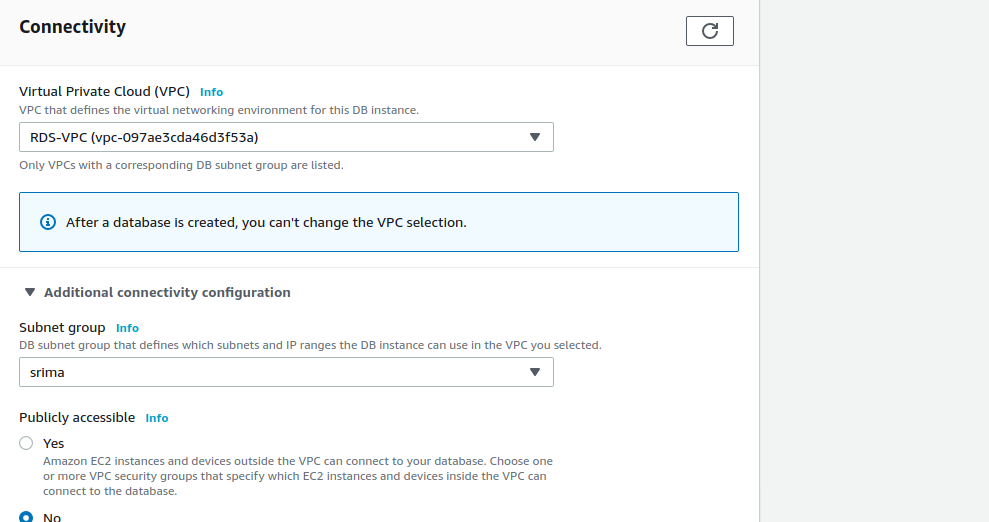 Connectivity
Virtual Private Cloud (VPC) Info
VPC that defines the virtual networking environment for this DB instance.
RDS-VPC (vpc-097ae3cda46d3f53a)
Only VPCs with a corresponding DB subnet group are listed.
After a database is created, you can't change the VPC selection.
Additional connectivity configuration
Subnet group Info
DB subnet group that defines which subnets and IP ranges the DB instance can use in the VPC you selected.
srima
Publicly accessible Info
Yes
Amazon EC2 instances and devices outside the VPC can connect to your database. Choose one
or more VPC security groups that specify which EC2 instances and devices inside the VPC can
connect to the database.
No